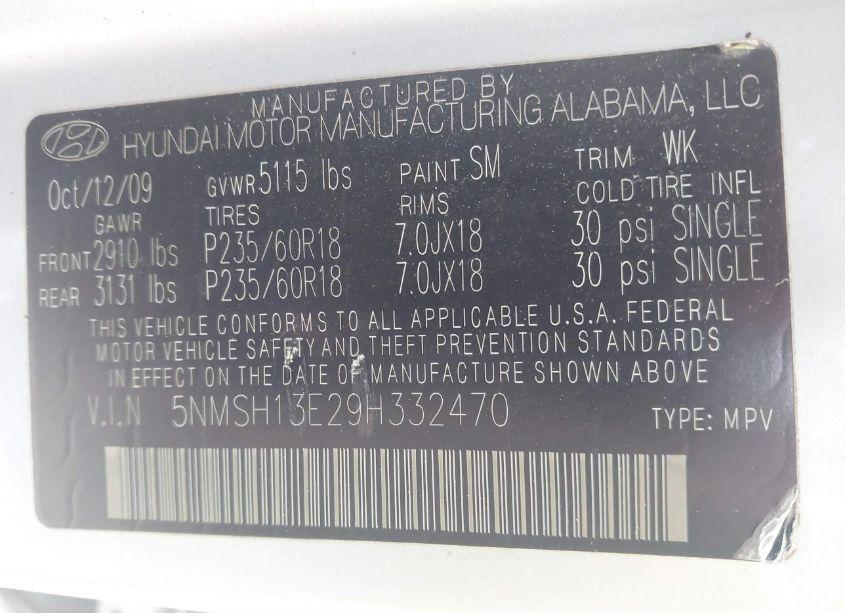 MANUFACTURED BY
HYUNDAI MOTOR MANUFACTURING ALABAMA, LLC
Oct/12/09 GVWR 5115 lbs PAINT SM TRIM WK
GAWR TIRES RIMS COLD TIRE INFL
FRONT 2910 lbs P235/60R18 7.0JX18 30 psi SINGLE
REAR 3131 lbs P235/60R18 7.0JX18 30 psi SINGLE
THIS VEHICLE CONFORMS TO ALL APPLICABLE U.S.A. FEDERAL
MOTOR VEHICLE SAFETY AND THEFT PREVENTION STANDARDS
IN EFFECT ON THE DATE OF MANUFACTURE SHOWN ABOVE
V.I.N 5NMSH13E29H332470 TYPE: MPV